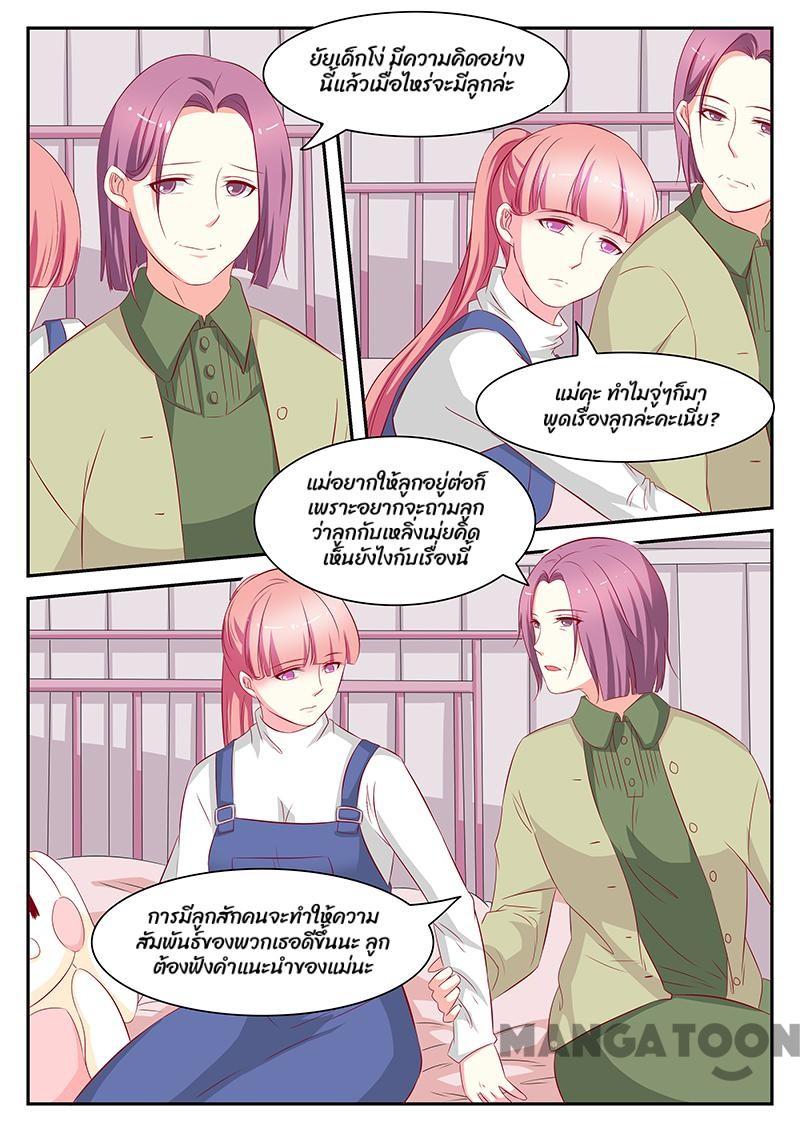 ยัยเด็กโง่ มีความคิดอย่าง
นี้แล้วเมื่อไหร่จะมีลูกล่ะ
แม่คะ ทำไมจู่ๆก็มา
พูดเรื่องลูกล่ะคะเนี่ย?
แม่อยากให้ลูกอยู่ต่อก็
เพราะอยากจะถามลูก
ว่าลูกกับเหลิ่งเม่ยคิด
เห็นยังไงกับเรื่องนี้
การมีลูกสักคนจะทำให้ความ
สัมพันธ์ของพวกเธอดีขึ้นนะ ลูก
ต้องฟังคำแนะนำของแม่นะ
MANGATOON